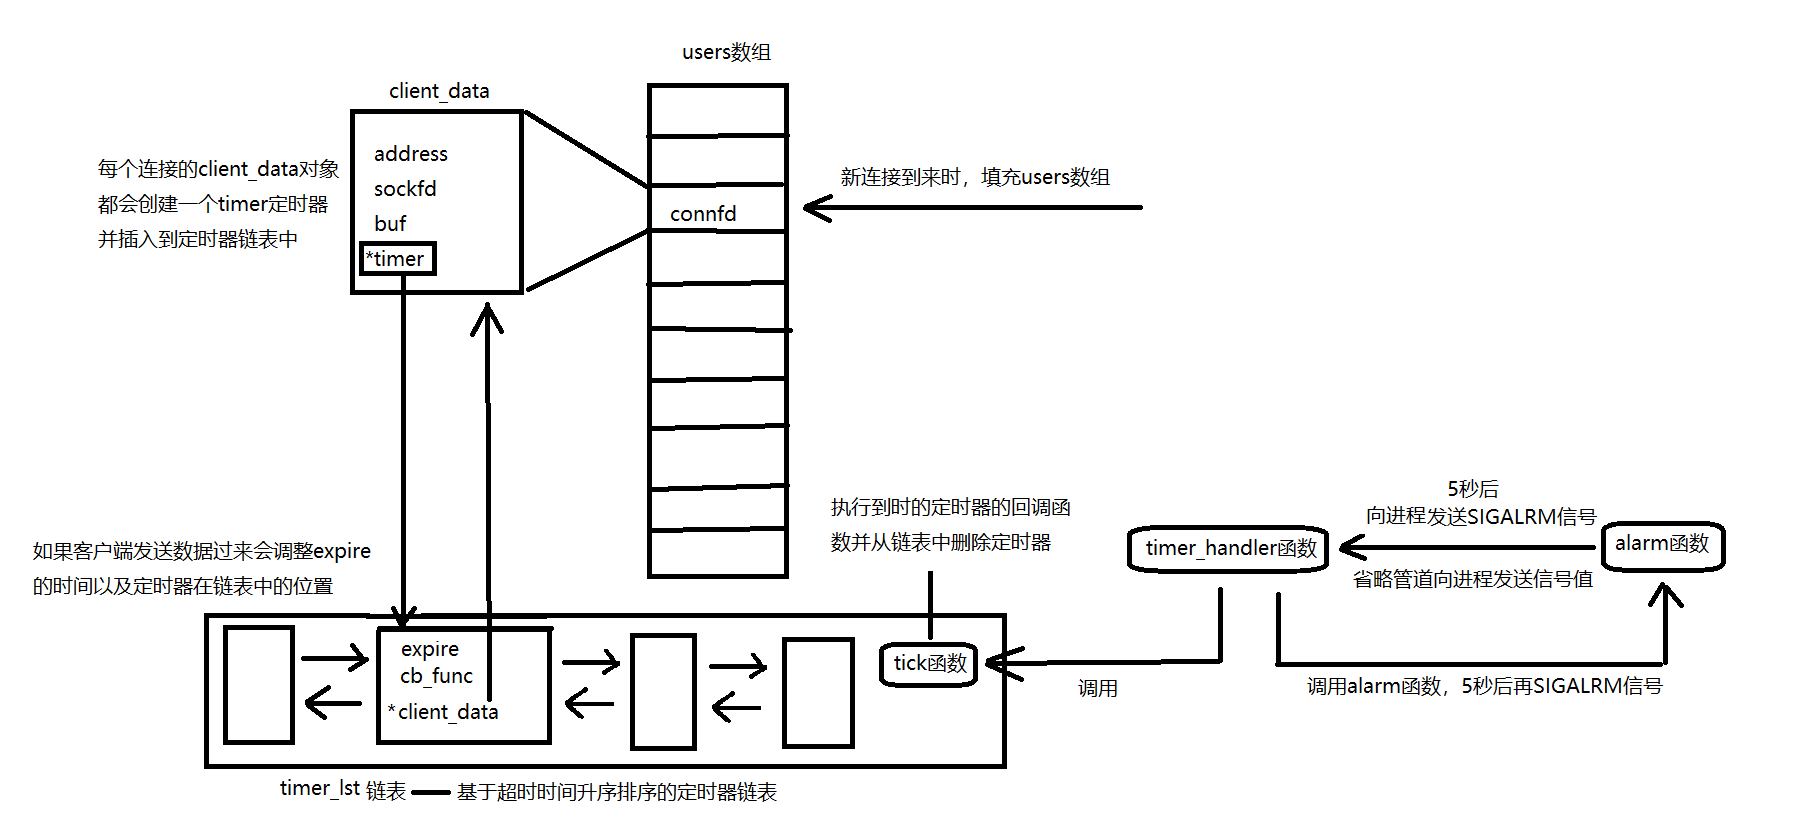 users数组
client_data
address
sockfd
buf
*timer
每个连接的client_data对象
都会创建一个timer定时器
并插入到定时器链表中
connfd
新连接到来时，填充users数组
执行到时的定时器的回调函
数并从链表中删除定时器
5秒后
向进程发送SIGALRM信号
timer_handler函数
alarm函数
省略管道向进程发送信号值
如果客户端发送数据过来会调整expire
的时间以及定时器在链表中的位置
expire
cb_func
*client_data
tick函数
调用
调用alarm函数，5秒后再SIGALRM信号
timer_lst 链表 — 基于超时时间升序排序的定时器链表